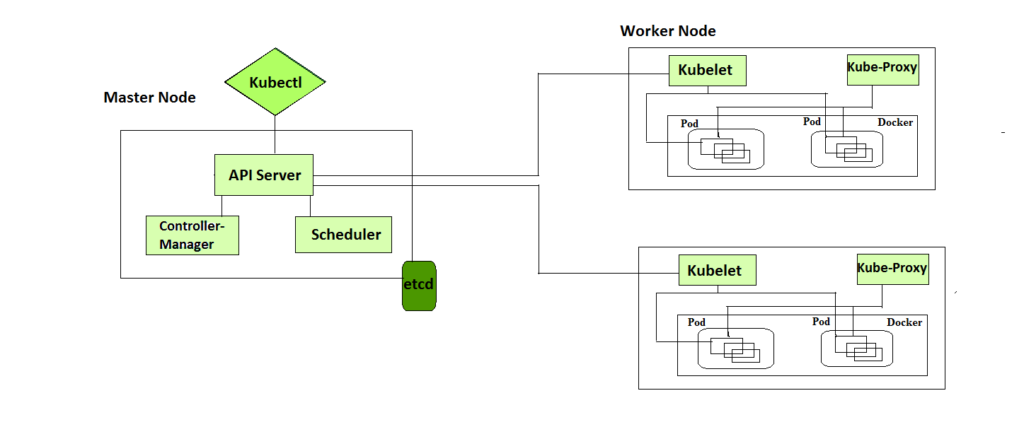 Worker Node
Kubectl
Master Node
Kubelet
Kube-Proxy
Pod
Pod
Docker
API Server
Controller-
Manager
Scheduler
etcd
Kubelet
Kube-Proxy
Pod
Pod
Docker